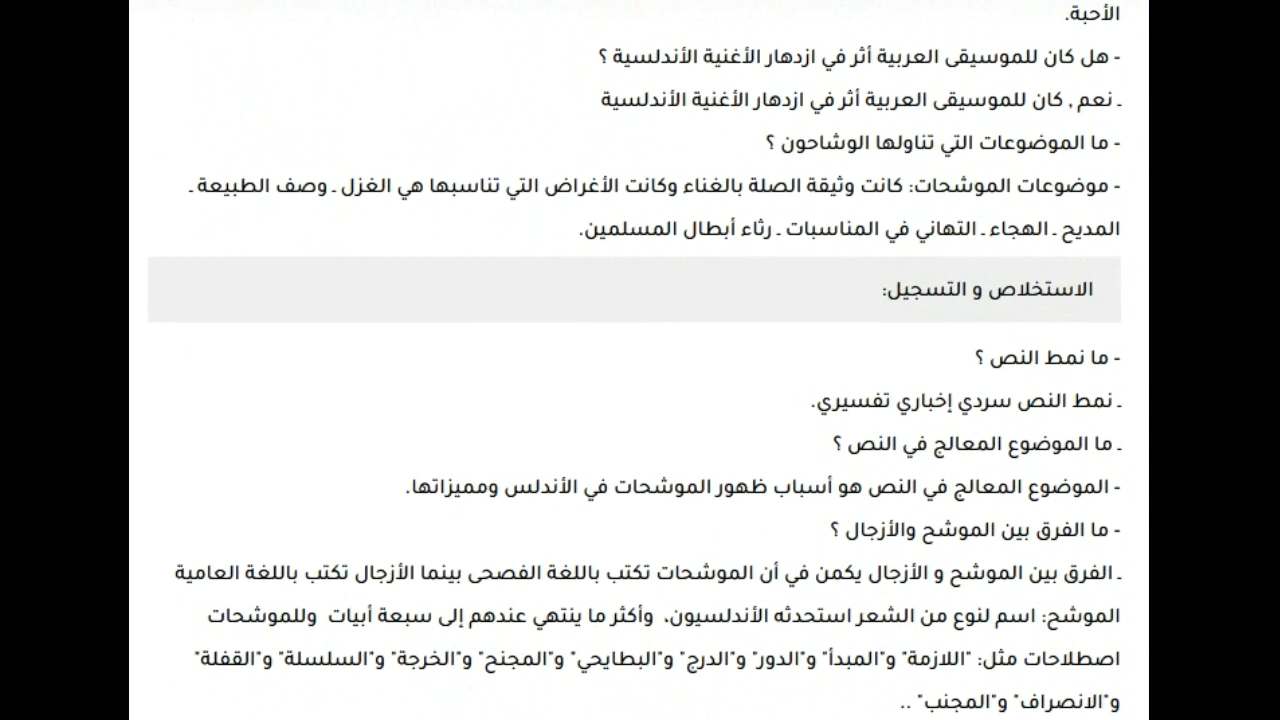 الأحبة.
- هل كان للموسيقى العربية أثر في ازدهار الأغنية الأندلسية ؟
ـ نعم , كان للموسيقى العربية أثر في ازدهار الأغنية الأندلسية
- ما الموضوعات التي تناولها الوشاحون ؟
- موضوعات الموشحات: كانت وثيقة الصلة بالغناء وكانت الأغراض التي تناسبها هي الغزل ـ وصف الطبيعة ـ
المديح ـ الهجاء ـ التهاني في المناسبات ـ رثاء أبطال المسلمين.
الاستخلاص و التسجيل:
- ما نمط النص ؟
ـ نمط النص سردي إخباري تفسيري.
ـ ما الموضوع المعالج في النص ؟
- الموضوع المعالج في النص هو أسباب ظهور الموشحات في الأندلس ومميزاتها.
- ما الفرق بين الموشح والأزجال ؟
ـ الفرق بين الموشح و الأزجال يكمن في أن الموشحات تكتب باللغة الفصحى بينما الأزجال تكتب باللغة العامية
الموشح: اسم لنوع من الشعر استحدثه الأندلسيون، وأكثر ما ينتهي عندهم إلى سبعة أبيات وللموشحات
اصطلاحات مثل: "اللازمة" و"المبدأ" و"الدور" و"الدرج" و"البطايحي" و"المجنح" و"الخرجة" و"السلسلة" و"القفلة"
و"الانصراف" و"المجنب" ..